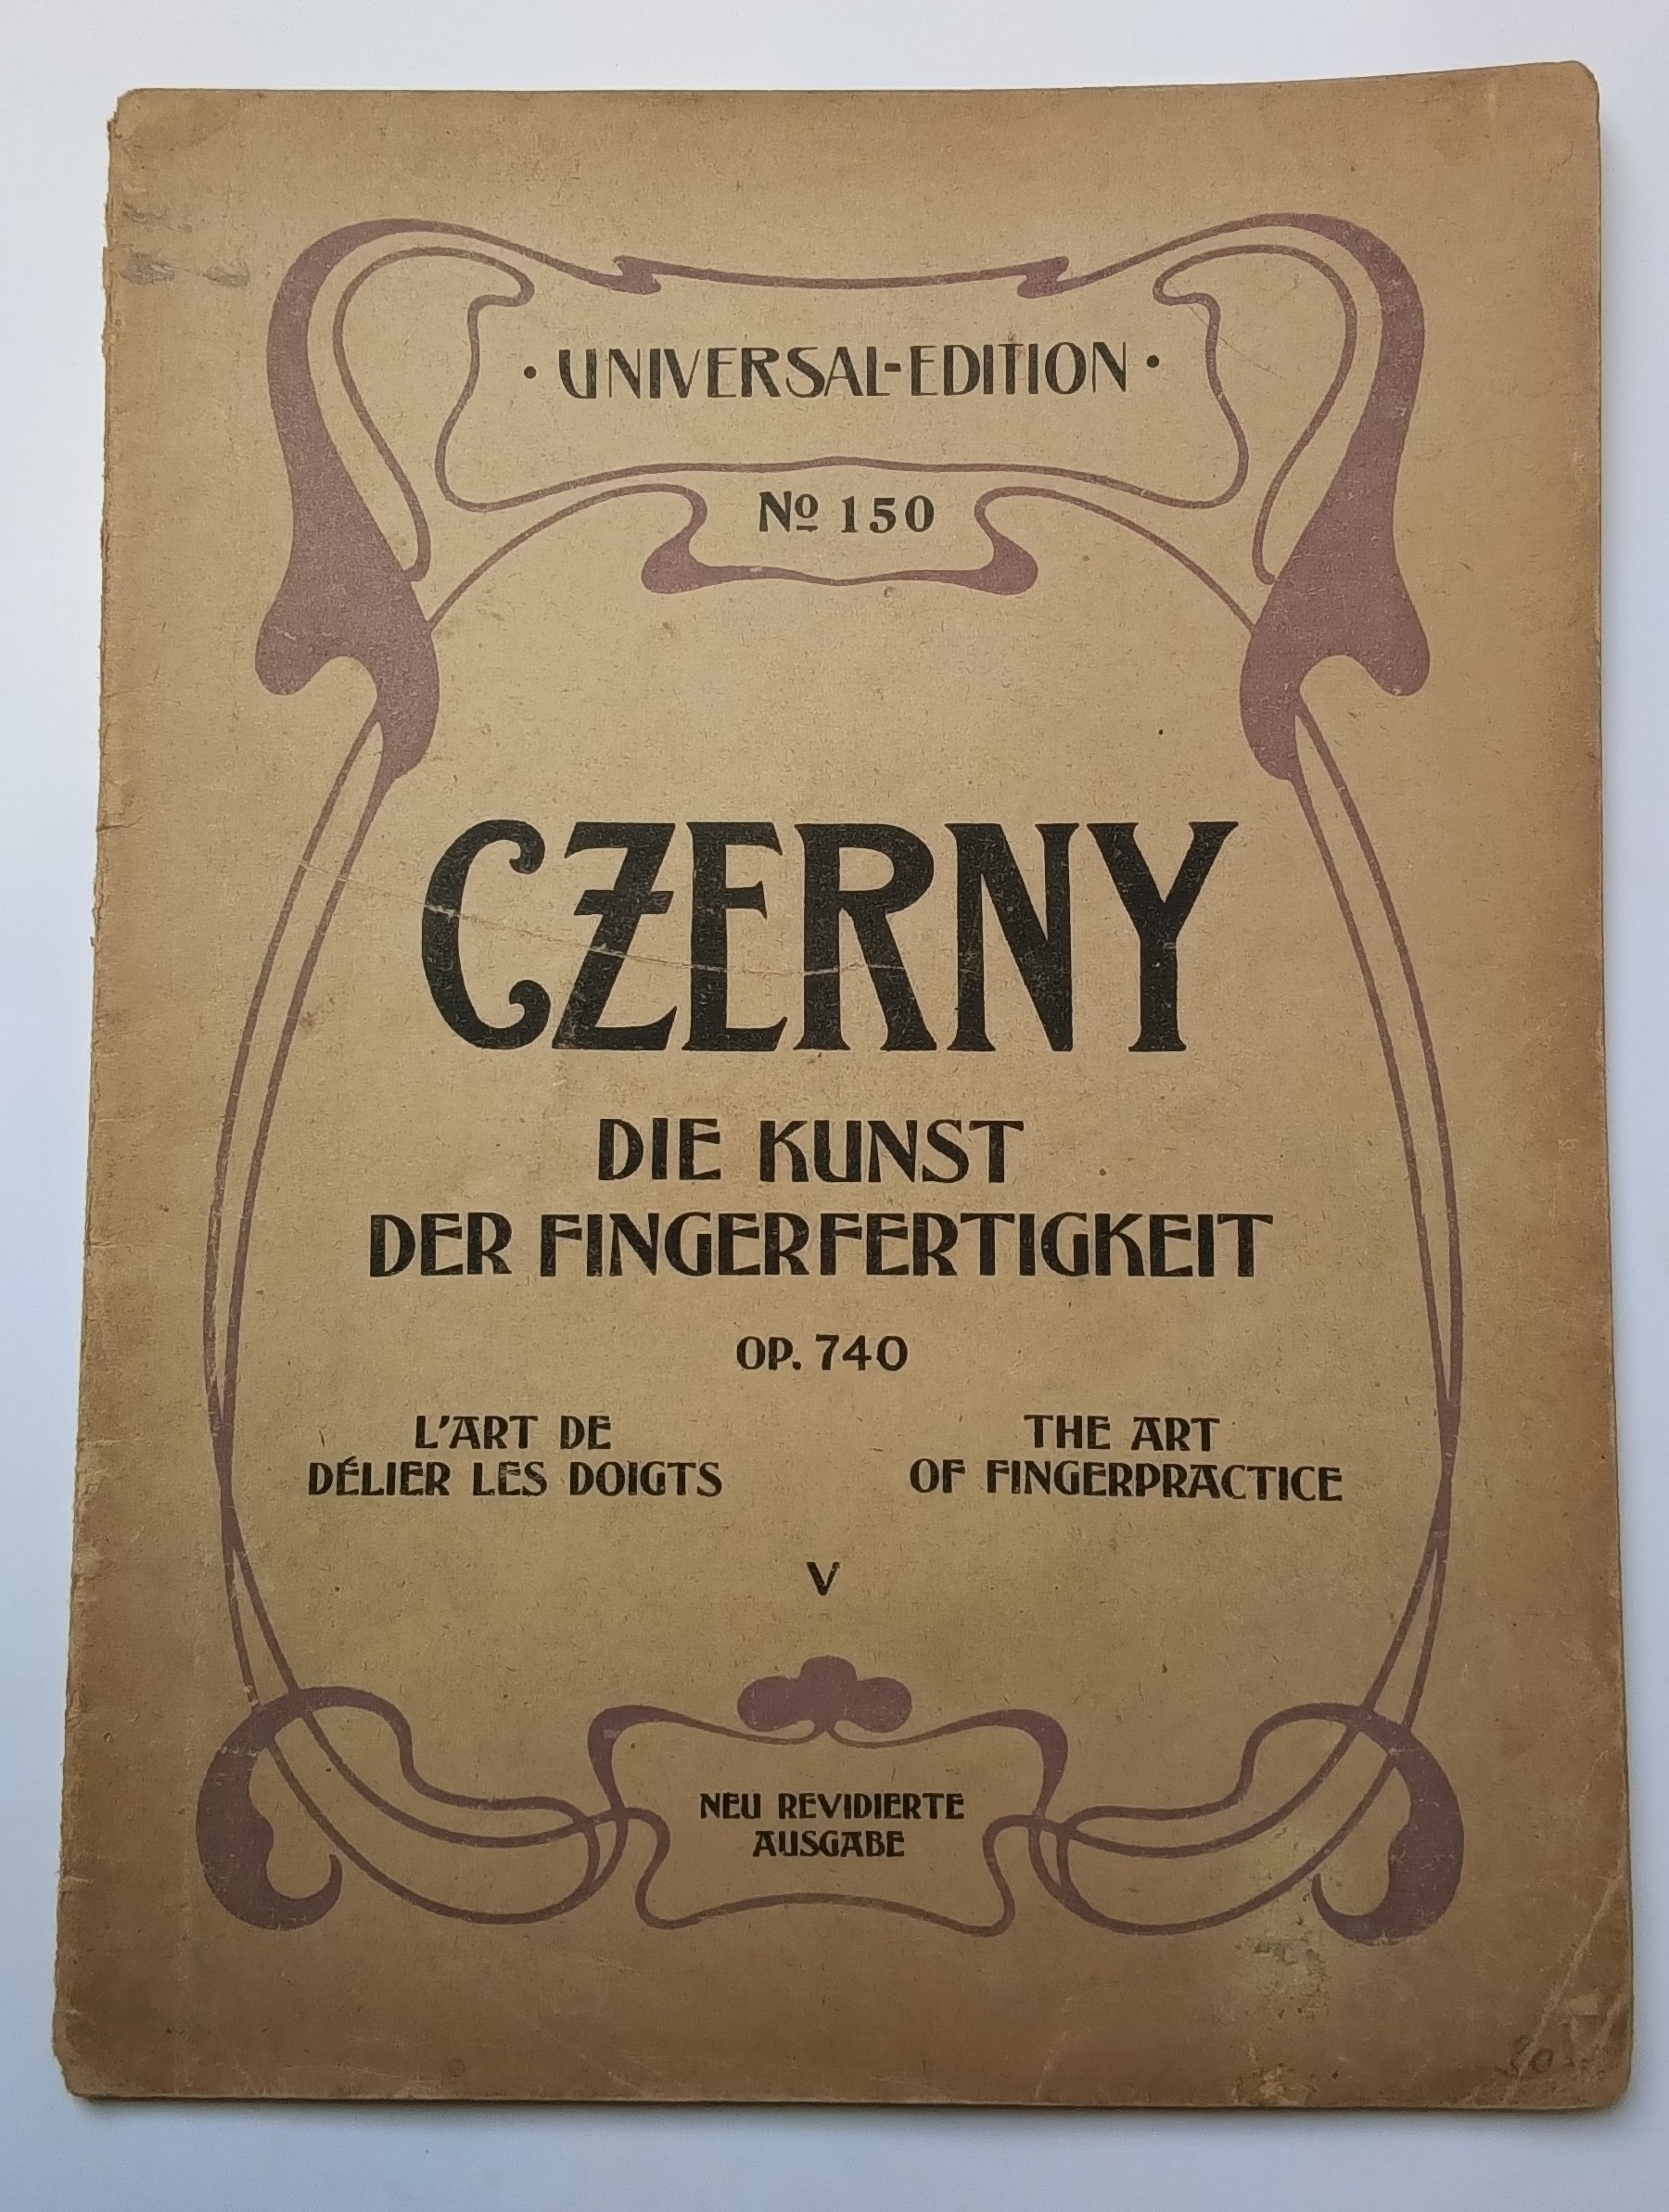 · UNIVERSAL-EDITION ·
Nº 150
CZERNY
DIE KUNST
DER FINGERFERTIGKEIT
OP. 740
L'ART DE
DÉLIER LES DOIGTS
THE ART
OF FINGERPRACTICE
V
NEU REVIDIERTE
AUSGABE